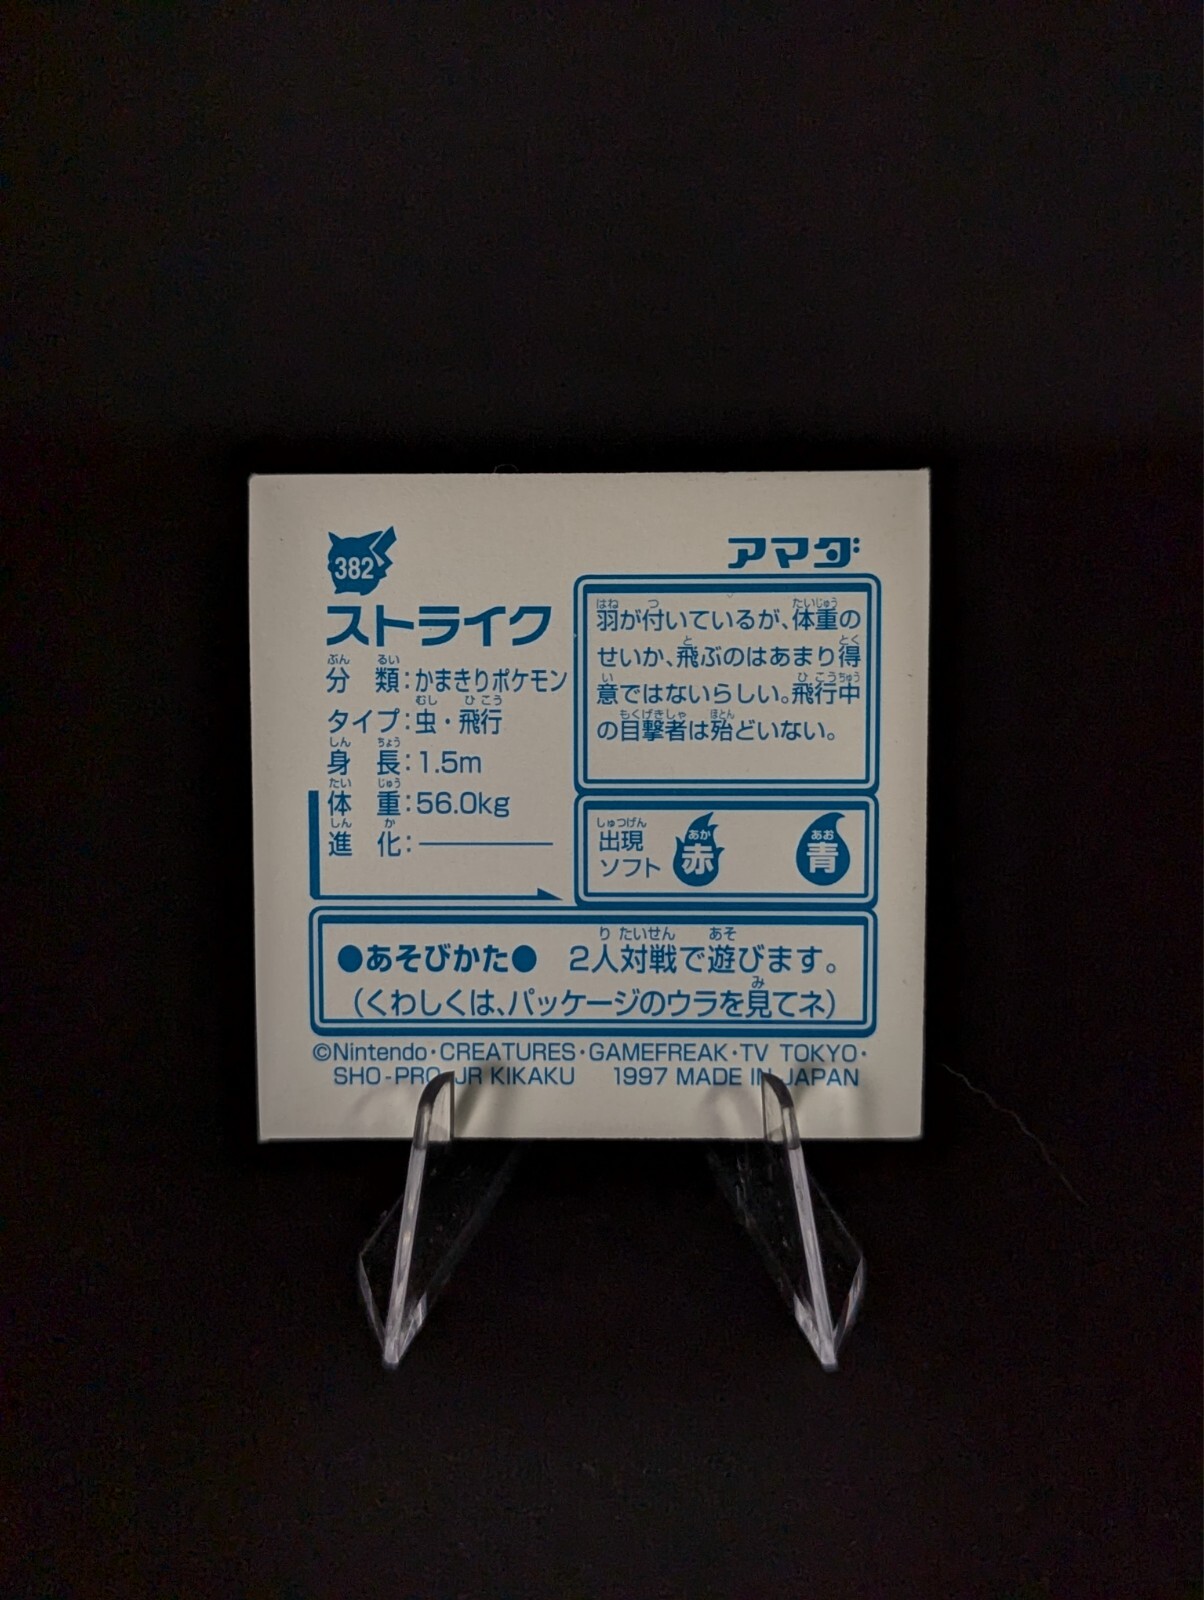 382
アマダ
ストライク
分類：かまきりポケモン
タイプ：虫・飛行
身長：1.5m
体重：56.0kg
進化：————
羽が付いているが、体重の
せいか、飛ぶのはあまり得
意ではないらしい。飛行中
の目撃者は殆どいない。
出現
ソフト
赤
青
●あそびかた● 2人対戦で遊びます。
（くわしくは、パッケージのウラを見てネ）
©Nintendo・CREATURES・GAMEFREAK・TV TOKYO・
SHO-PRO・JR KIKAKU 1997 MADE IN JAPAN